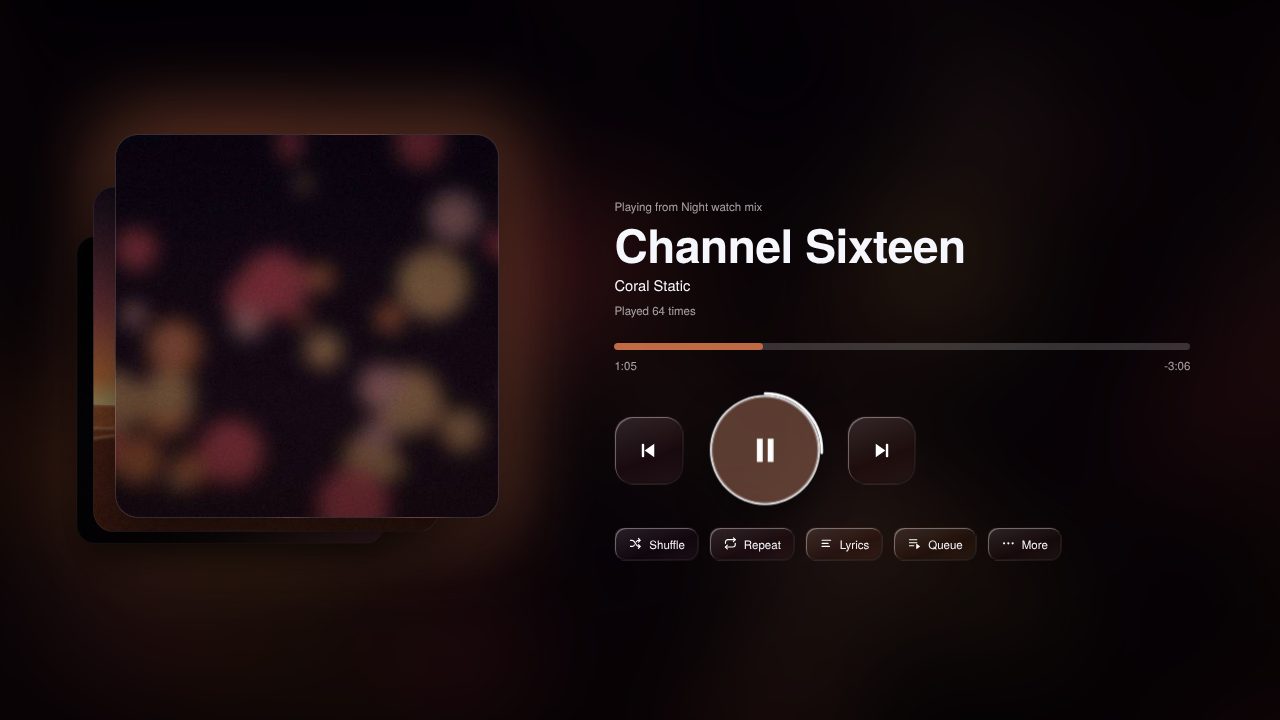 Playing from Night watch mix
Channel Sixteen
Coral Static
Played 64 times
1:05
-3:06
Shuffle
Repeat
Lyrics
Queue
More